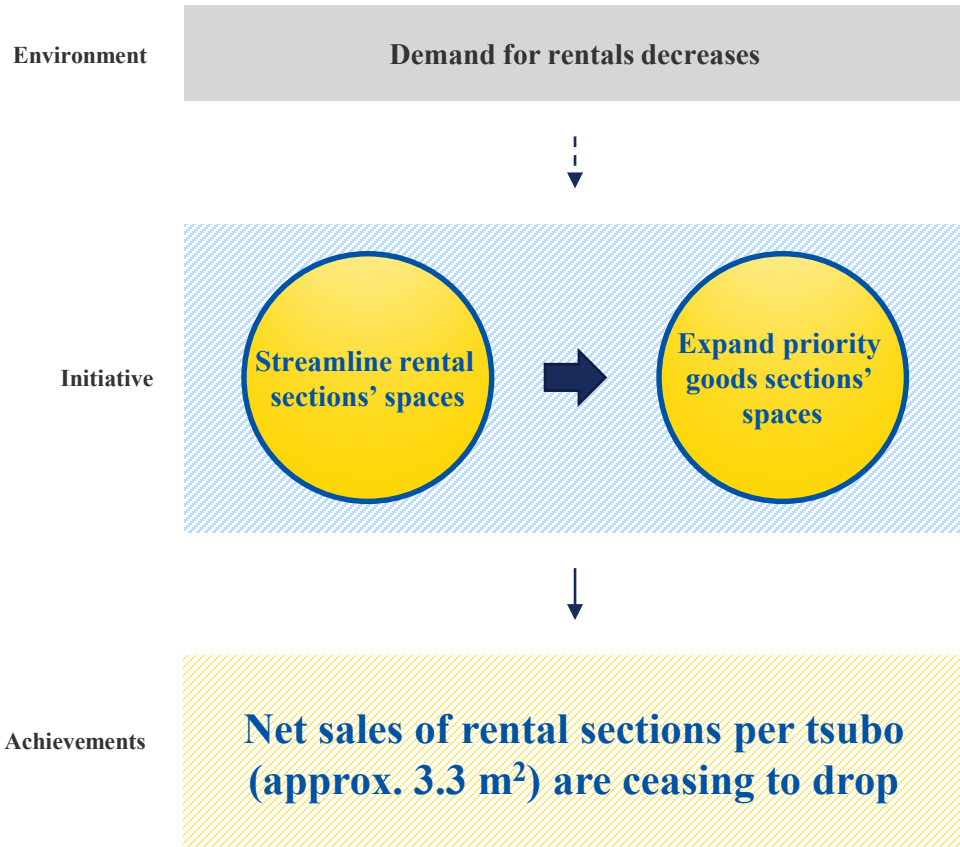 Environment
Demand for rentals decreases
Initiative
Streamline rental
sections’ spaces
Expand priority
goods sections’
spaces
Achievements
Net sales of rental sections per tsubo
(approx. 3.3 m²) are ceasing to drop